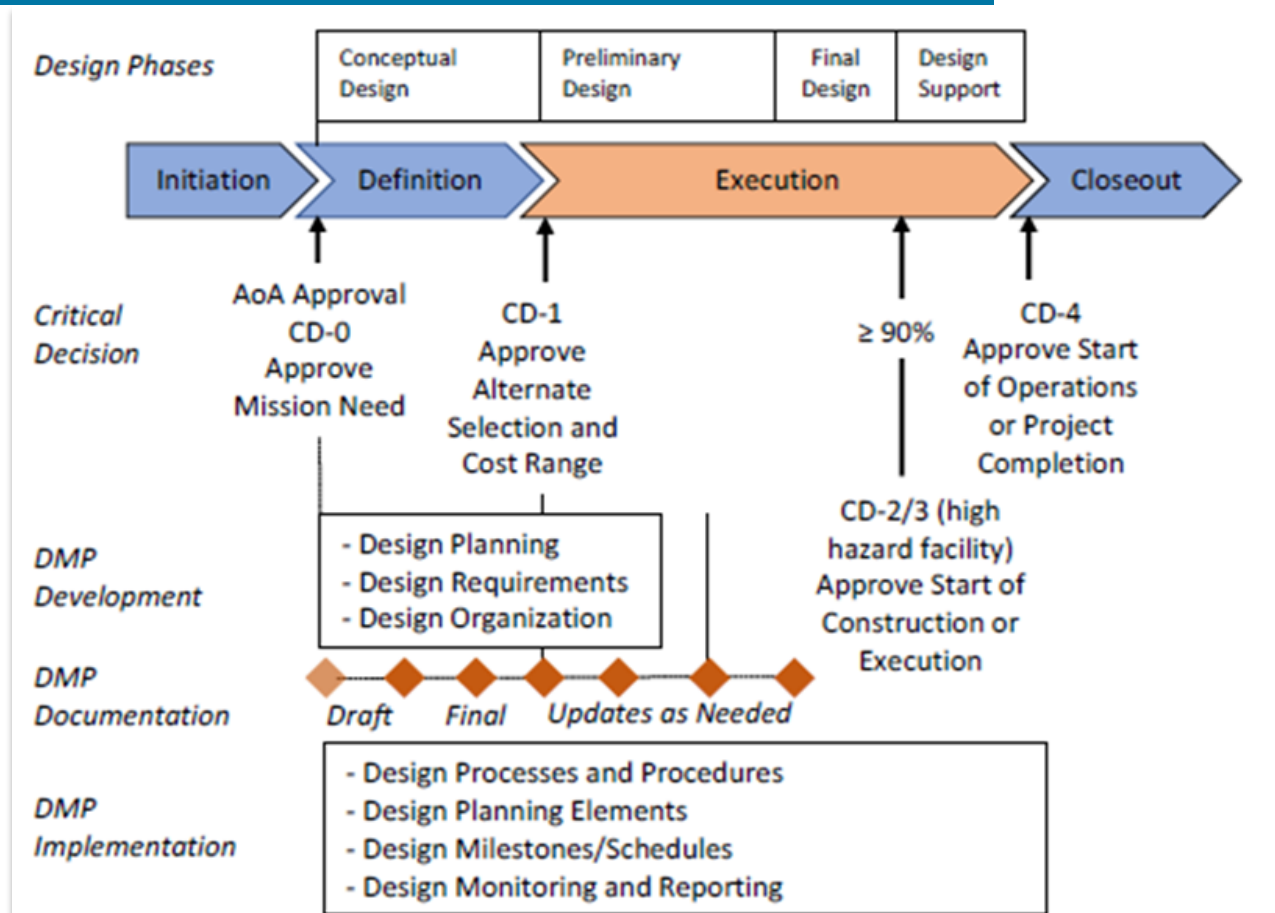 Design Phases
Conceptual
Design
Preliminary
Design
Final
Design
Design
Support
Initiation
Definition
Execution
Closeout
Critical
Decision
AoA Approval
CD-0
Approve
Mission Need
CD-1
Approve
Alternate
Selection and
Cost Range
≥ 90%
CD-2/3 (high
hazard facility)
Approve Start of
Construction or
Execution
CD-4
Approve Start
of Operations
or Project
Completion
DMP
Development
- Design Planning
- Design Requirements
- Design Organization
DMP
Documentation
Draft
Final
Updates as Needed
DMP
Implementation
- Design Processes and Procedures
- Design Planning Elements
- Design Milestones/Schedules
- Design Monitoring and Reporting